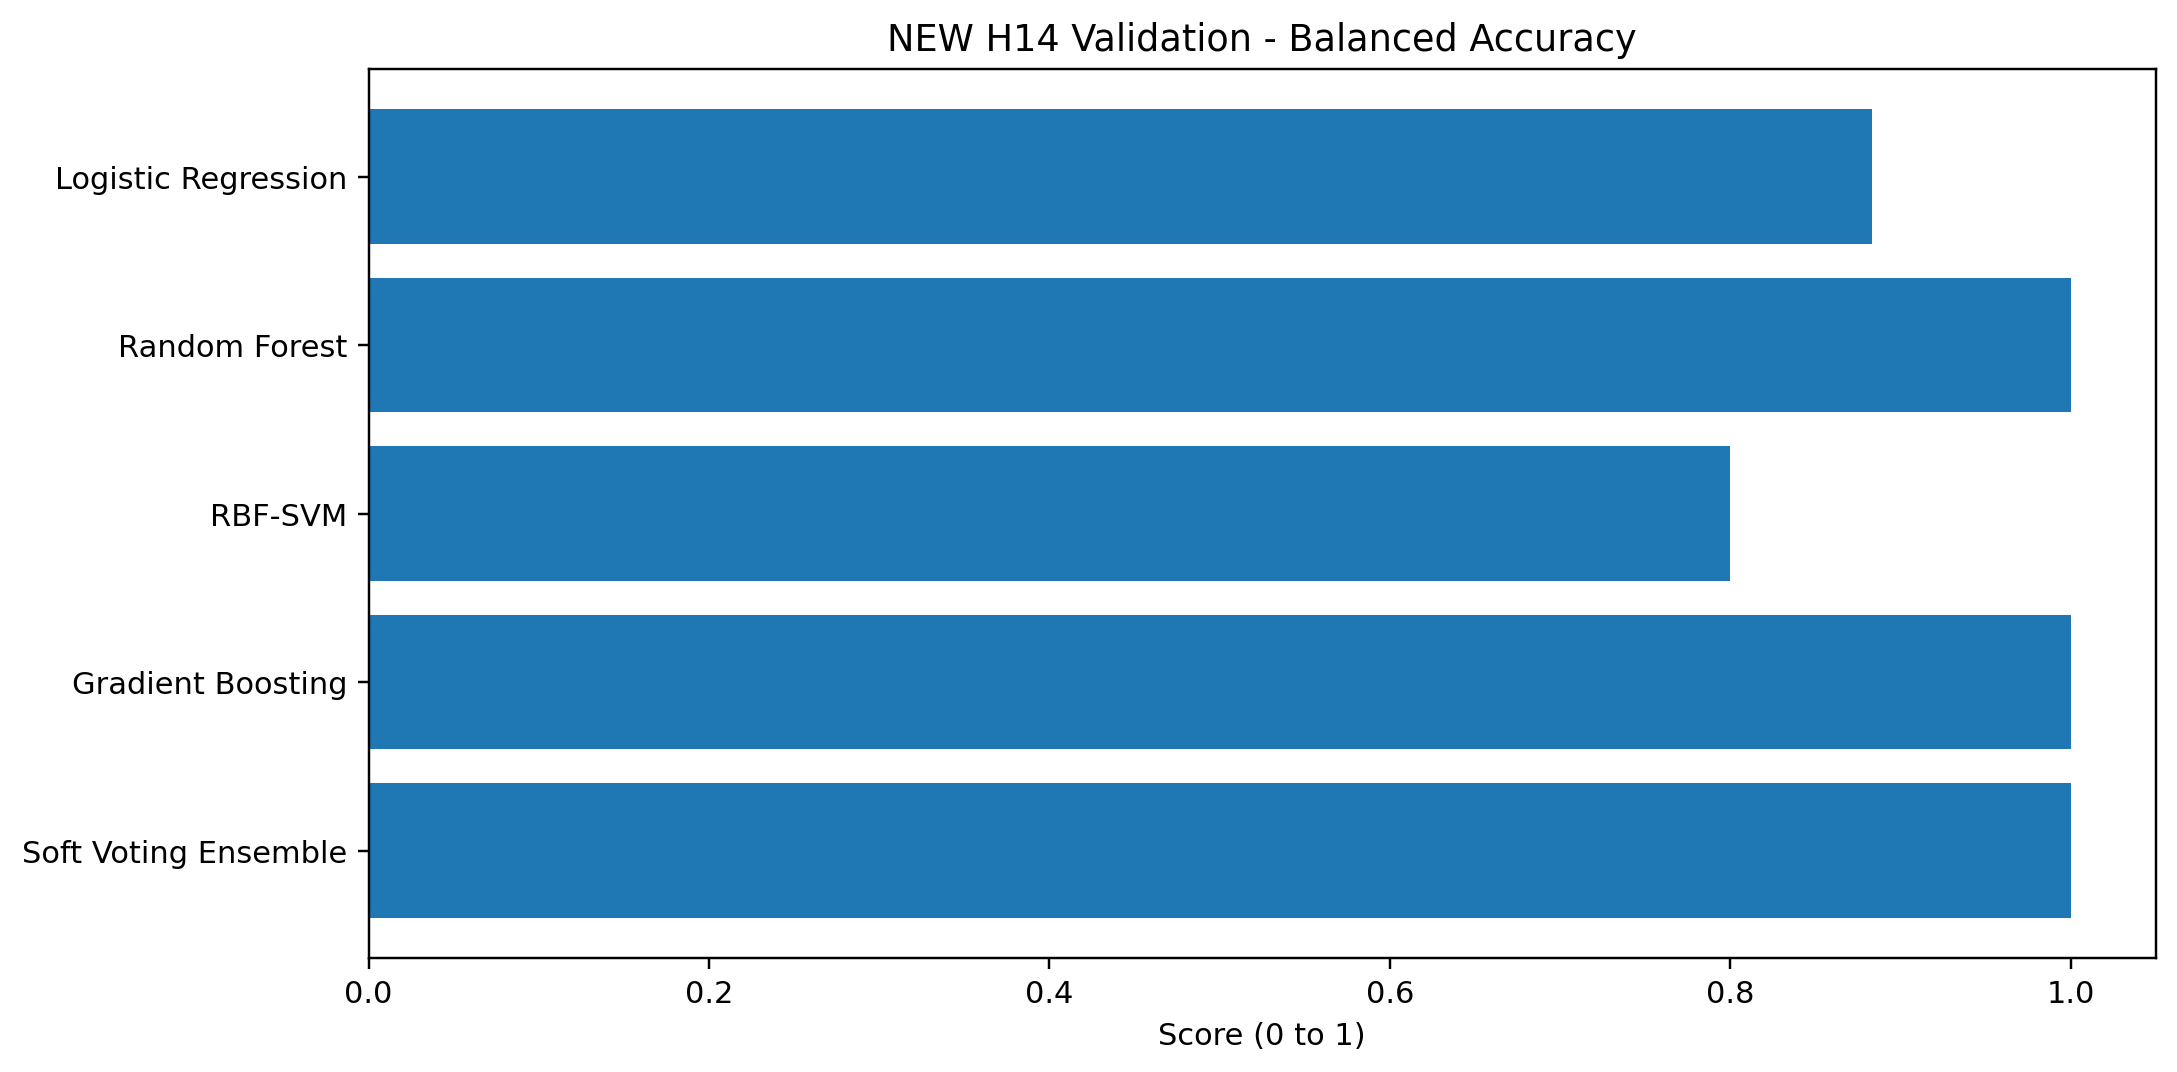 NEW H14 Validation - Balanced Accuracy
Logistic Regression
Random Forest
RBF-SVM
Gradient Boosting
Soft Voting Ensemble
0.0 0.2 0.4 0.6 0.8 1.0
Score (0 to 1)